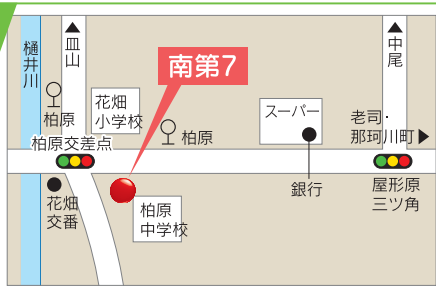 樋井川
皿山
南第7
中尾
柏原
花畑
小学校
柏原
スーパー
老司・
那珂川町
柏原交差点
花畑
交番
柏原
中学校
銀行
屋形原
三ツ角